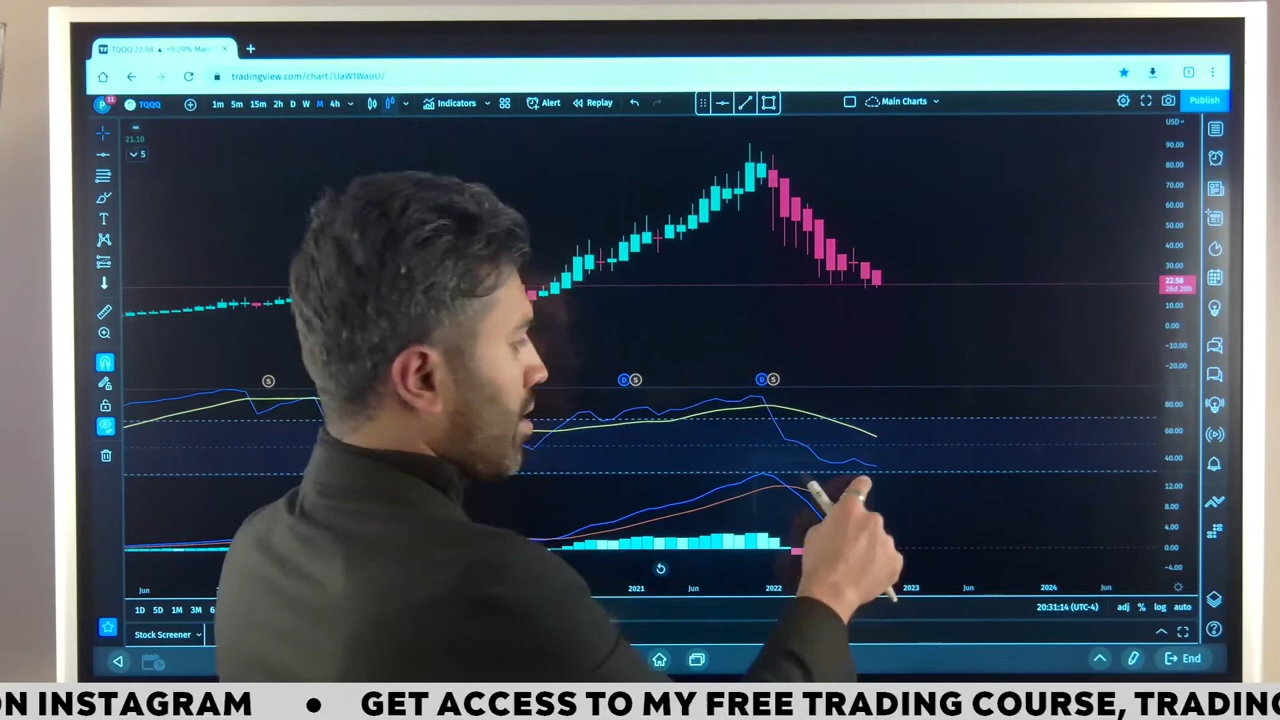 TQQQ 22.58 ▲ +9.29% Mai
tradingview.com/chart/UaW1WaoU/
TQQQ 1m 5m 15m 2h D W M 4h Indicators Alert Replay Main Charts Publish
21.10
5
USD
90.00
80.00
70.00
60.00
50.00
40.00
30.00
22.58
26d 20h
10.00
0.00
-10.00
-20.00
S D S D S
80.00
60.00
40.00
12.00
8.00
4.00
0.00
-4.00
Jun 2021 Jun 2022 2023 Jun 2024 Jun
1D 5D 1M 3M 6 20:31:14 (UTC-4) adj % log auto
Stock Screener
End
ON INSTAGRAM • GET ACCESS TO MY FREE TRADING COURSE, TRADING